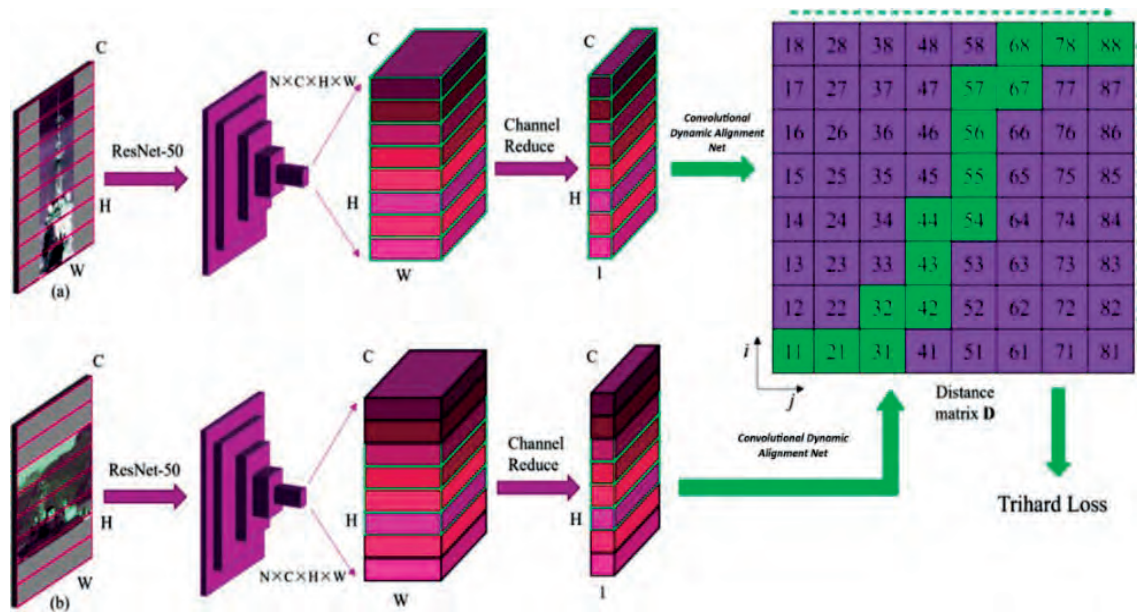 C
ResNet-50
H
W
(a)
N×C×H×W
C
H
W
Channel
Reduce
C
H
1
Convolutional
Dynamic Alignment
Net
18 28 38 48 58 68 78 88
17 27 37 47 57 67 77 87
16 26 36 46 56 66 76 86
15 25 35 45 55 65 75 85
14 24 34 44 54 64 74 84
13 23 33 43 53 63 73 83
12 22 32 42 52 62 72 82
11 21 31 41 51 61 71 81
i
j
Distance
matrix D
C
ResNet-50
H
W
(b)
N×C×H×W
C
H
W
Channel
Reduce
C
H
1
Convolutional Dynamic
Alignment Net
Trihard Loss